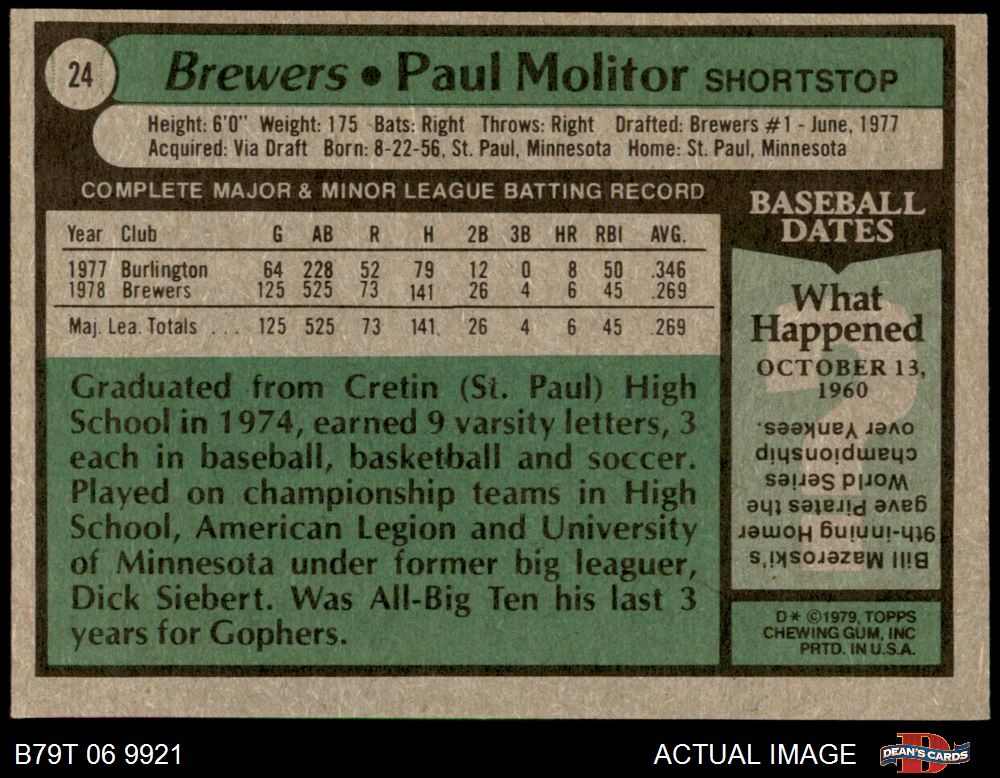 24
Brewers • Paul Molitor SHORTSTOP
Height: 6'0" Weight: 175 Bats: Right Throws: Right Drafted: Brewers #1 - June, 1977
Acquired: Via Draft Born: 8-22-56, St. Paul, Minnesota Home: St. Paul, Minnesota
COMPLETE MAJOR & MINOR LEAGUE BATTING RECORD
Year Club G AB R H 2B 3B HR RBI AVG.
1977 Burlington 64 228 52 79 12 0 8 50 .346
1978 Brewers 125 525 73 141 26 4 6 45 .269
Maj. Lea. Totals ... 125 525 73 141. 26 4 6 45 .269
Graduated from Cretin (St. Paul) High
School in 1974, earned 9 varsity letters, 3
each in baseball, basketball and soccer.
Played on championship teams in High
School, American Legion and University
of Minnesota under former big leaguer,
Dick Siebert. Was All-Big Ten his last 3
years for Gophers.
BASEBALL
DATES
What
Happened
OCTOBER 13,
1960
Bill Mazeroski's
9th-inning Homer
gave Pirates the
World Series
championship
over Yankees.
D* ©1979, TOPPS
CHEWING GUM, INC
PRTD. IN U.S.A.
B79T 06 9921
ACTUAL IMAGE
DEAN'S CARDS